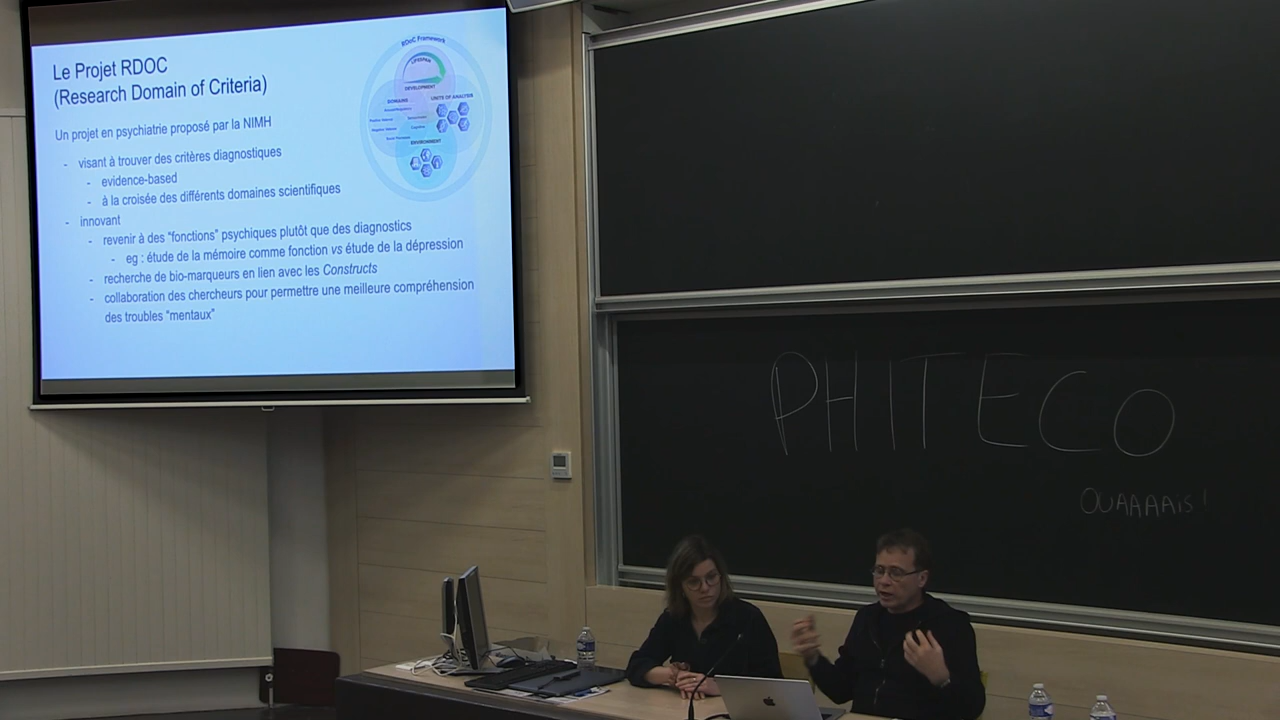 Le Projet RDOC
(Research Domain of Criteria)
Un projet en psychiatrie proposé par la NIMH
- visant à trouver des critères diagnostiques
- evidence-based
- à la croisée des différents domaines scientifiques
- innovant
- revenir à des "fonctions" psychiques plutôt que des diagnostics
- eg : étude de la mémoire comme fonction vs étude de la dépression
- recherche de bio-marqueurs en lien avec les Constructs
- collaboration des chercheurs pour permettre une meilleure compréhension
des troubles "mentaux"
RDoC Framework
LIFESPAN
DEVELOPMENT
DOMAINS
UNITS OF ANALYSIS
ENVIRONMENT
PHITECO
OUAAAAiS !